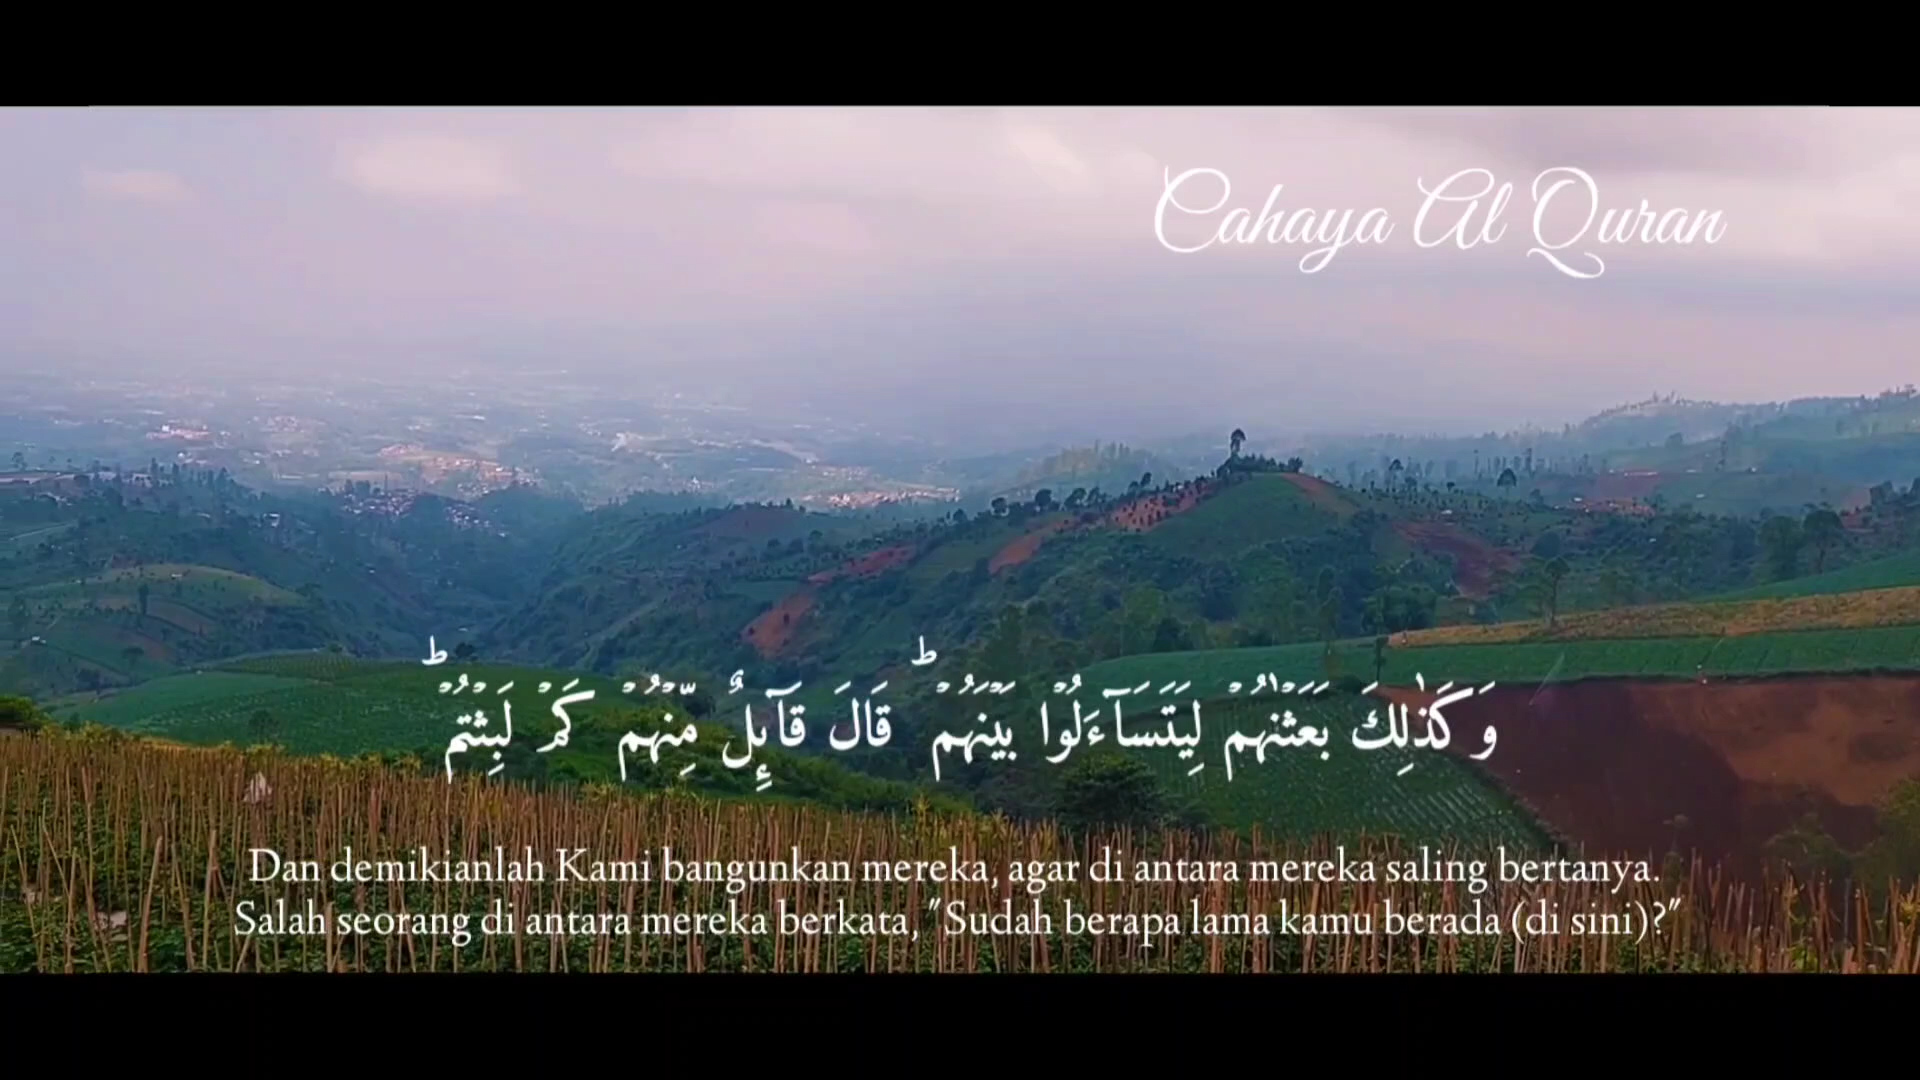 Cahaya Al Quran
وَكَذٰلِكَ بَعَثْنٰهُمْ لِيَتَسَآءَلُوْا بَيْنَهُمْ ۗ قَالَ قَآىِٕلٌ مِّنْهُمْ كَمْ لَبِثْتُمْ ۗ
Dan demikianlah Kami bangunkan mereka, agar di antara mereka saling bertanya.
Salah seorang di antara mereka berkata, "Sudah berapa lama kamu berada (di sini)?"